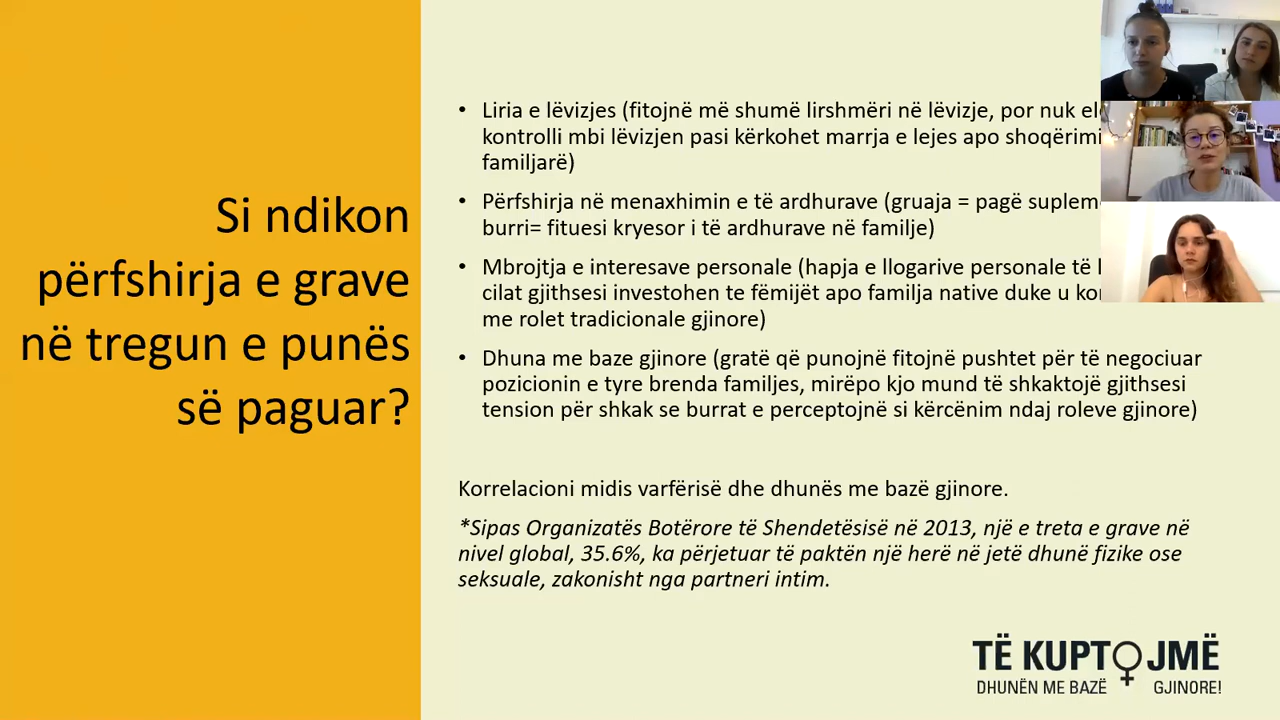 Si ndikon
përfshirja e grave
në tregun e punës
së paguar?
• Liria e lëvizjes (fitojnë më shumë lirshmëri në lëvizje, por nuk
kontrolli mbi lëvizjen pasi kërkohet marrja e lejes apo
familjarë)
• Përfshirja në menaxhimin e të ardhurave (gruaja = pagë
burri= fituesi kryesor i të ardhurave në familje)
• Mbrojtja e interesave personale (hapja e llogarive personale të
cilat gjithsesi investohen te fëmijët apo familja native duke u
me rolet tradicionale gjinore)
• Dhuna me baze gjinore (gratë që punojnë fitojnë pushtet për të negociuar
pozicionin e tyre brenda familjes, mirëpo kjo mund të shkaktojë gjithsesi
tension për shkak se burrat e perceptojnë si kërcënim ndaj roleve gjinore)
Korrelacioni midis varfërisë dhe dhunës me bazë gjinore.
*Sipas Organizatës Botërore të Shendetësisë në 2013, një e treta e grave në
nivel global, 35.6%, ka përjetuar të paktën një herë në jetë dhunë fizike ose
seksuale, zakonisht nga partneri intim.
TË KUPTOJMË
DHUNËN ME BAZË GJINORE!